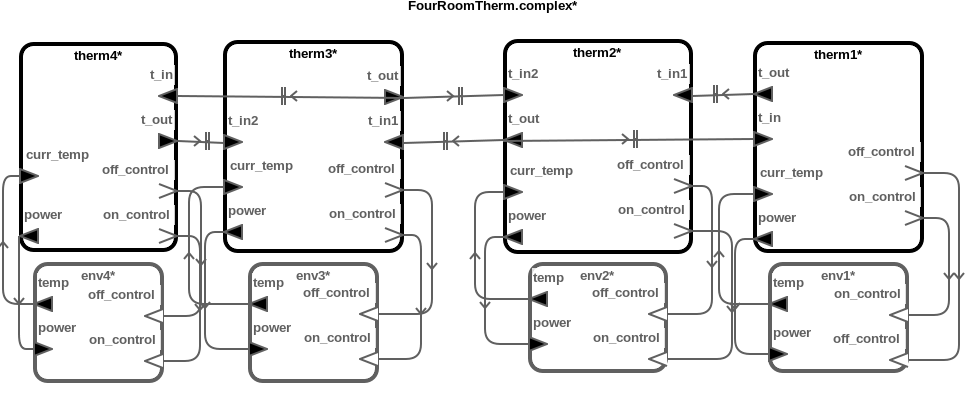 FourRoomTherm.complex*
therm4*
t_in
t_out
curr_temp
off_control
power
on_control
therm3*
t_out
t_in2
t_in1
curr_temp
off_control
power
on_control
therm2*
t_in2
t_in1
t_out
curr_temp
off_control
power
on_control
therm1*
t_out
t_in
curr_temp
off_control
power
on_control
env4*
temp
off_control
power
on_control
env3*
temp
off_control
power
on_control
env2*
temp
off_control
power
on_control
env1*
temp
on_control
power
off_control